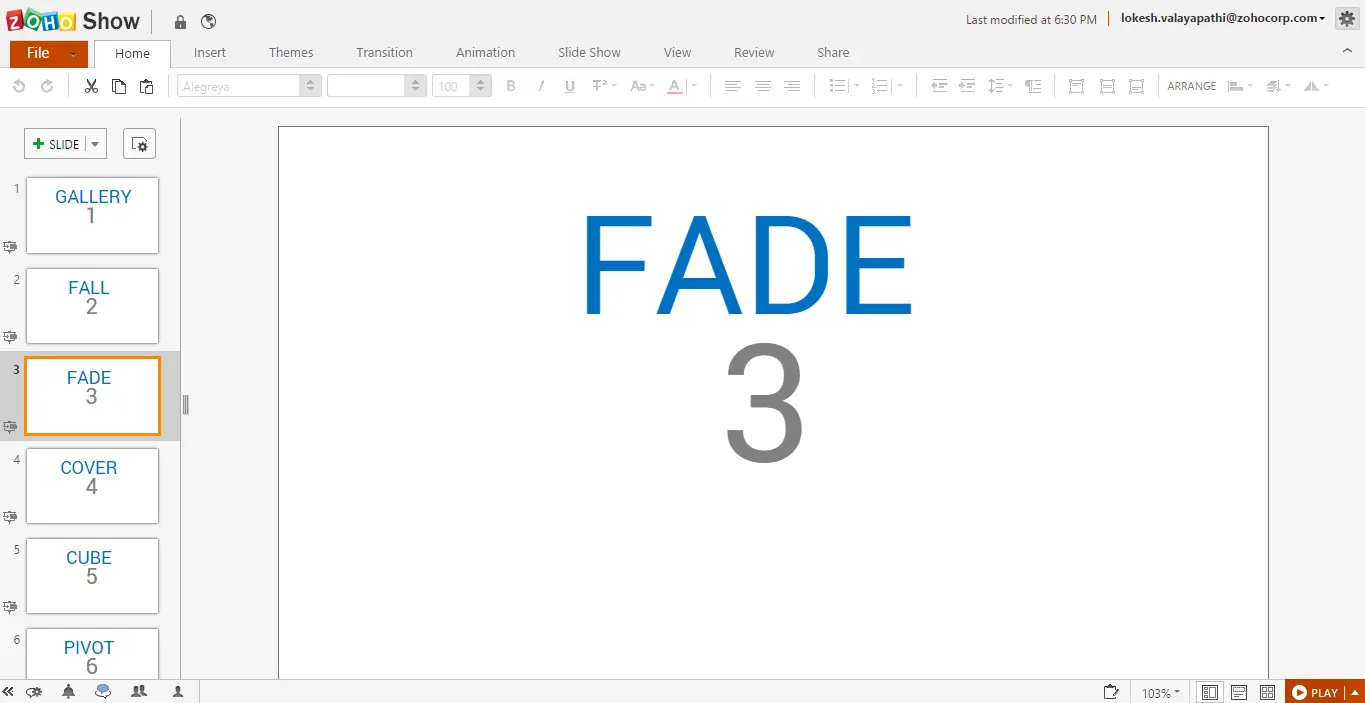 ZOHO Show
Last modified at 6:30 PM
lokesh.valayapathi@zohocorp.com
File Home Insert Themes Transition Animation Slide Show View Review Share
Alegreya 100 B I U T² Aa A ARRANGE
SLIDE
1
GALLERY
1
2
FALL
2
3
FADE
3
4
COVER
4
5
CUBE
5
6
PIVOT
6
FADE
3
103% PLAY